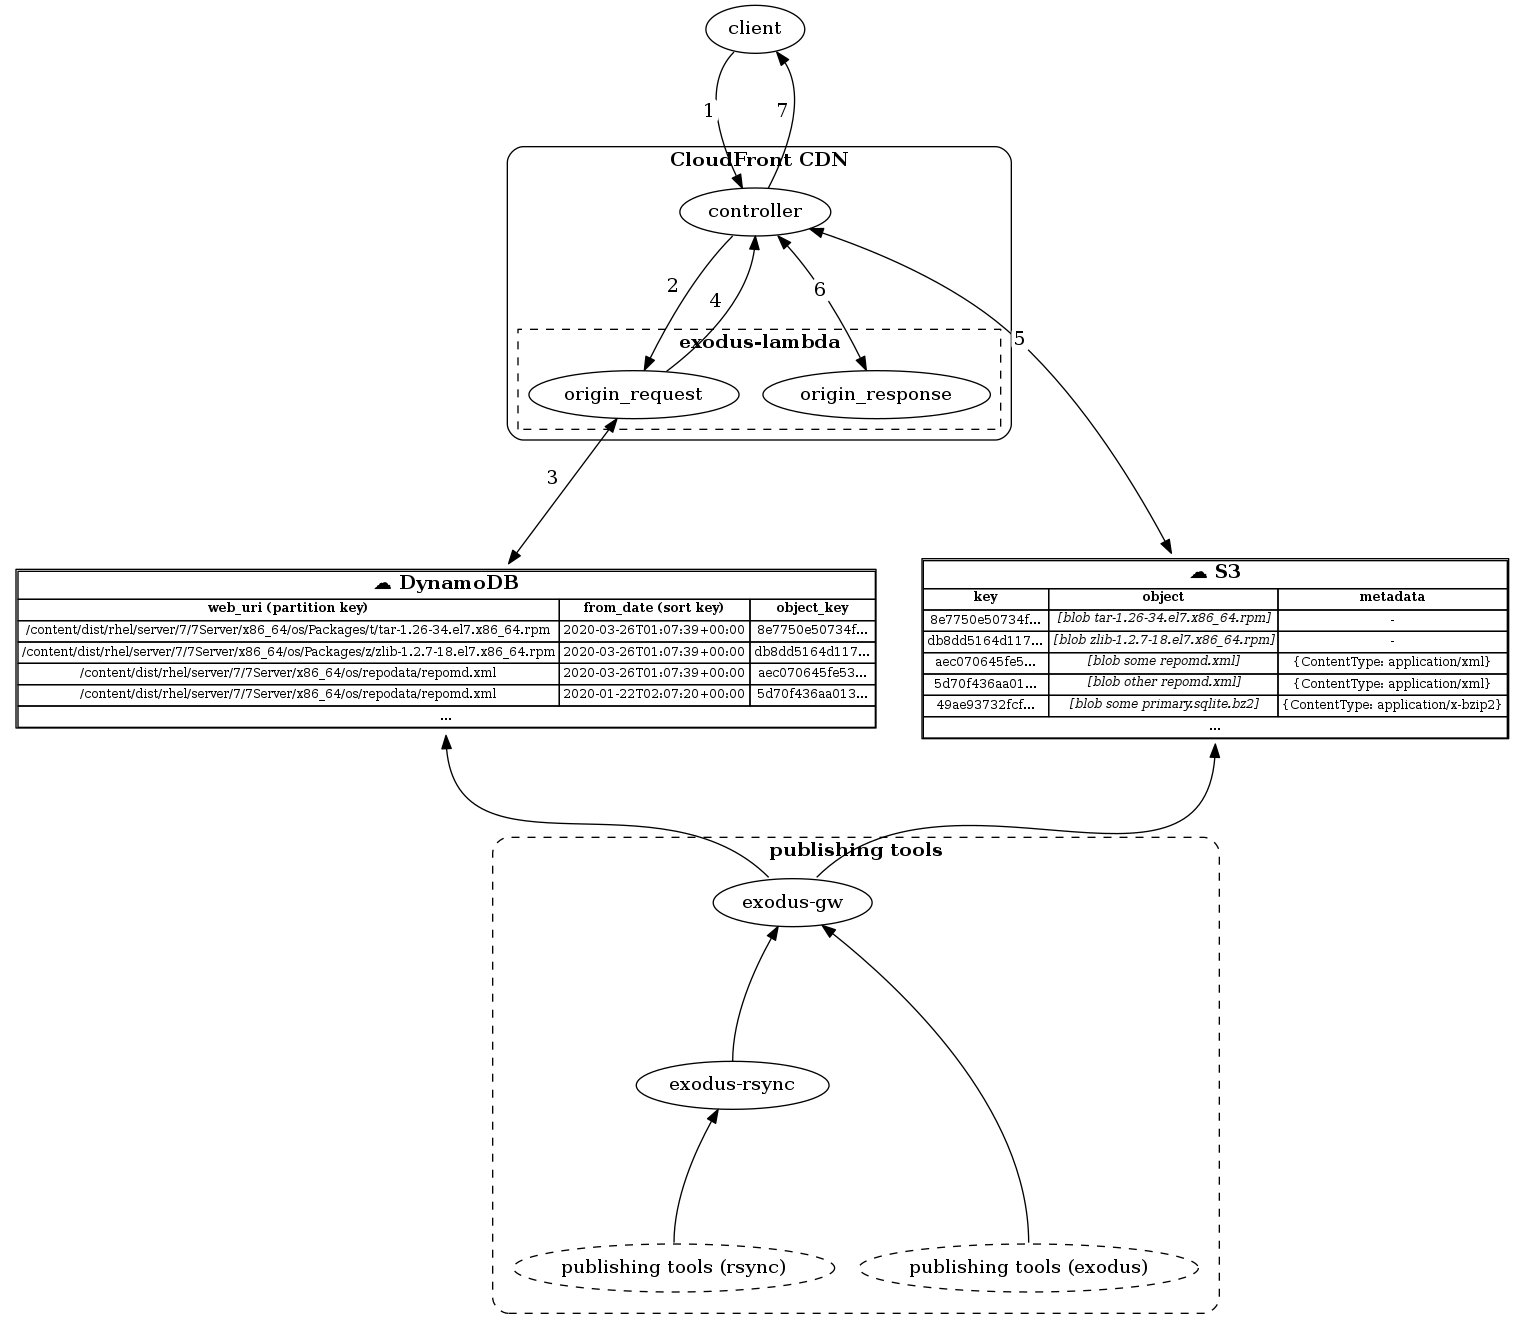 client
1
7
CloudFront CDN
controller
2
4
6
5
exodus-lambda
origin_request
origin_response
3
☁ DynamoDB
web_uri (partition key) from_date (sort key) object_key
/content/dist/rhel/server/7/7Server/x86_64/os/Packages/t/tar-1.26-34.el7.x86_64.rpm 2020-03-26T01:07:39+00:00 8e7750e50734f...
/content/dist/rhel/server/7/7Server/x86_64/os/Packages/z/zlib-1.2.7-18.el7.x86_64.rpm 2020-03-26T01:07:39+00:00 db8dd5164d117...
/content/dist/rhel/server/7/7Server/x86_64/os/repodata/repomd.xml 2020-03-26T01:07:39+00:00 aec070645fe53...
/content/dist/rhel/server/7/7Server/x86_64/os/repodata/repomd.xml 2020-01-22T02:07:20+00:00 5d70f436aa013...
...
☁ S3
key object metadata
8e7750e50734f... [blob tar-1.26-34.el7.x86_64.rpm] -
db8dd5164d117... [blob zlib-1.2.7-18.el7.x86_64.rpm] -
aec070645fe5... [blob some repomd.xml] {ContentType: application/xml}
5d70f436aa01... [blob other repomd.xml] {ContentType: application/xml}
49ae93732fcf... [blob some primary.sqlite.bz2] {ContentType: application/x-bzip2}
...
publishing tools
exodus-gw
exodus-rsync
publishing tools (rsync)
publishing tools (exodus)